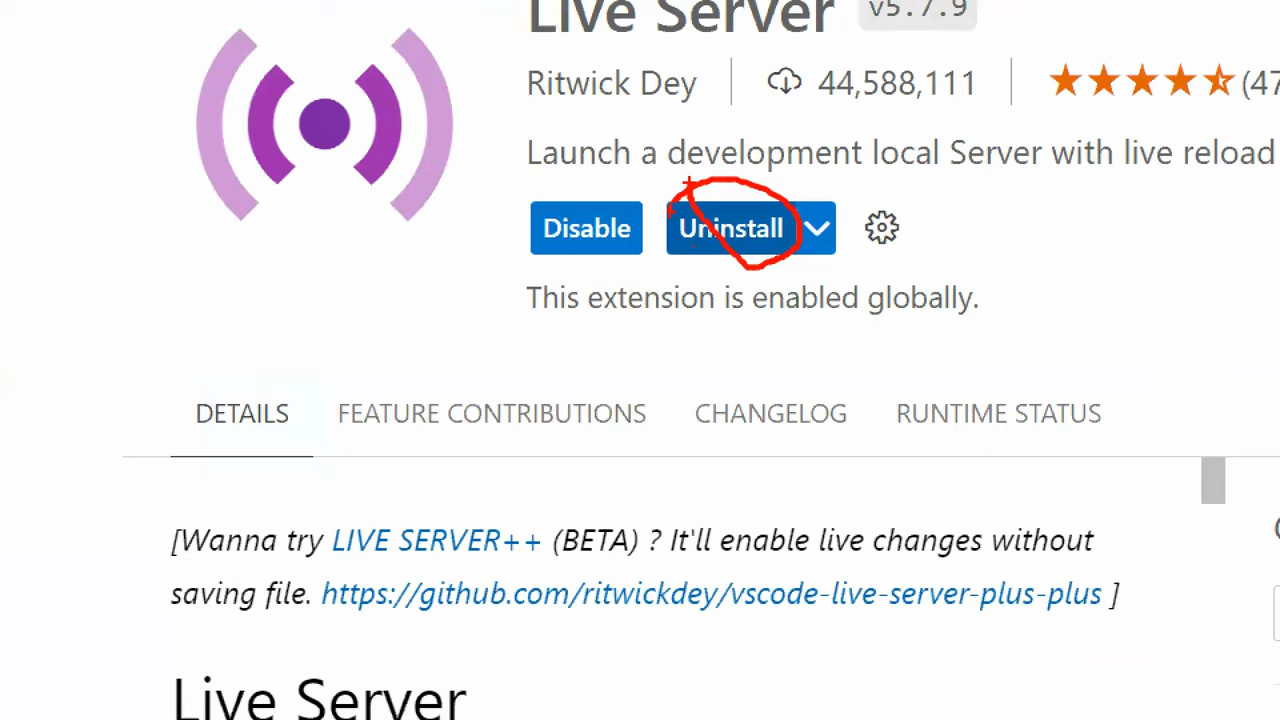 Live Server v5.7.9
Ritwick Dey 44,588,111 (47
Launch a development local Server with live reload
Disable Uninstall
This extension is enabled globally.
DETAILS FEATURE CONTRIBUTIONS CHANGELOG RUNTIME STATUS
[Wanna try LIVE SERVER++ (BETA) ? It'll enable live changes without
saving file. https://github.com/ritwickdey/vscode-live-server-plus-plus ]
Live Server